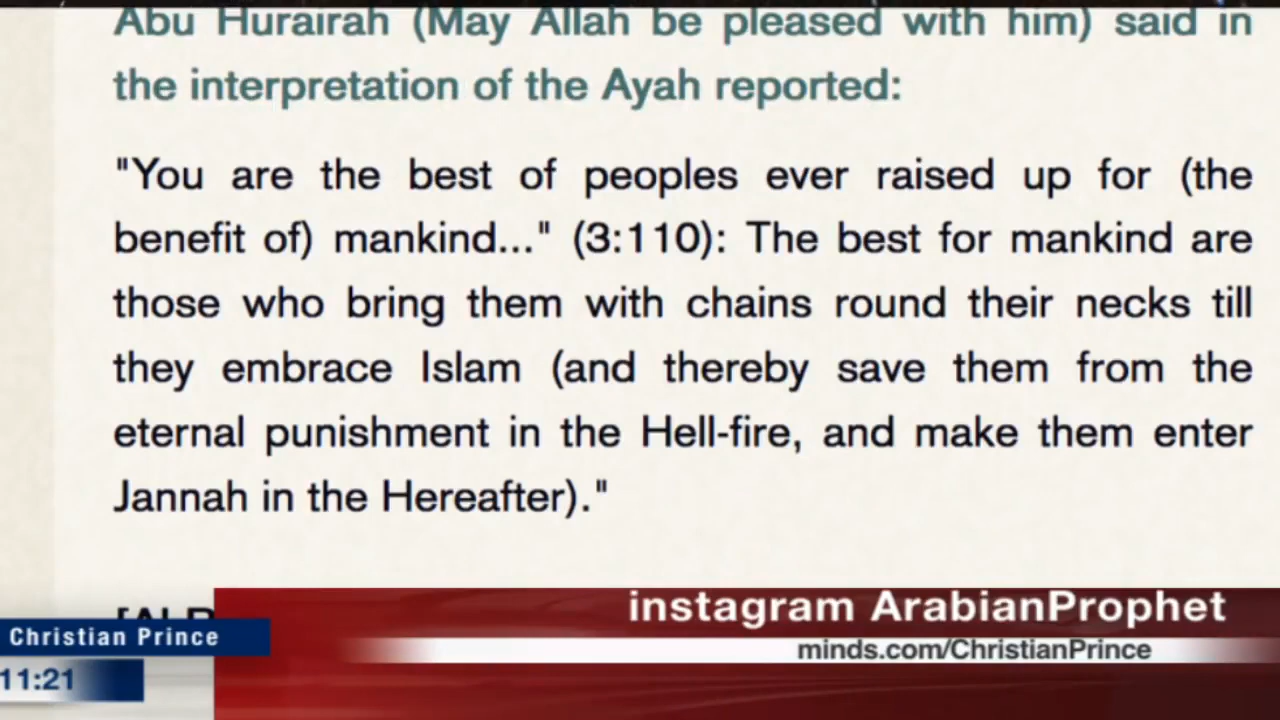 Abu Hurairah (May Allah be pleased with him) said in
the interpretation of the Ayah reported:
"You are the best of peoples ever raised up for (the
benefit of) mankind..." (3:110): The best for mankind are
those who bring them with chains round their necks till
they embrace Islam (and thereby save them from the
eternal punishment in the Hell-fire, and make them enter
Jannah in the Hereafter)."
instagram ArabianProphet
Christian Prince
minds.com/ChristianPrince
11:21